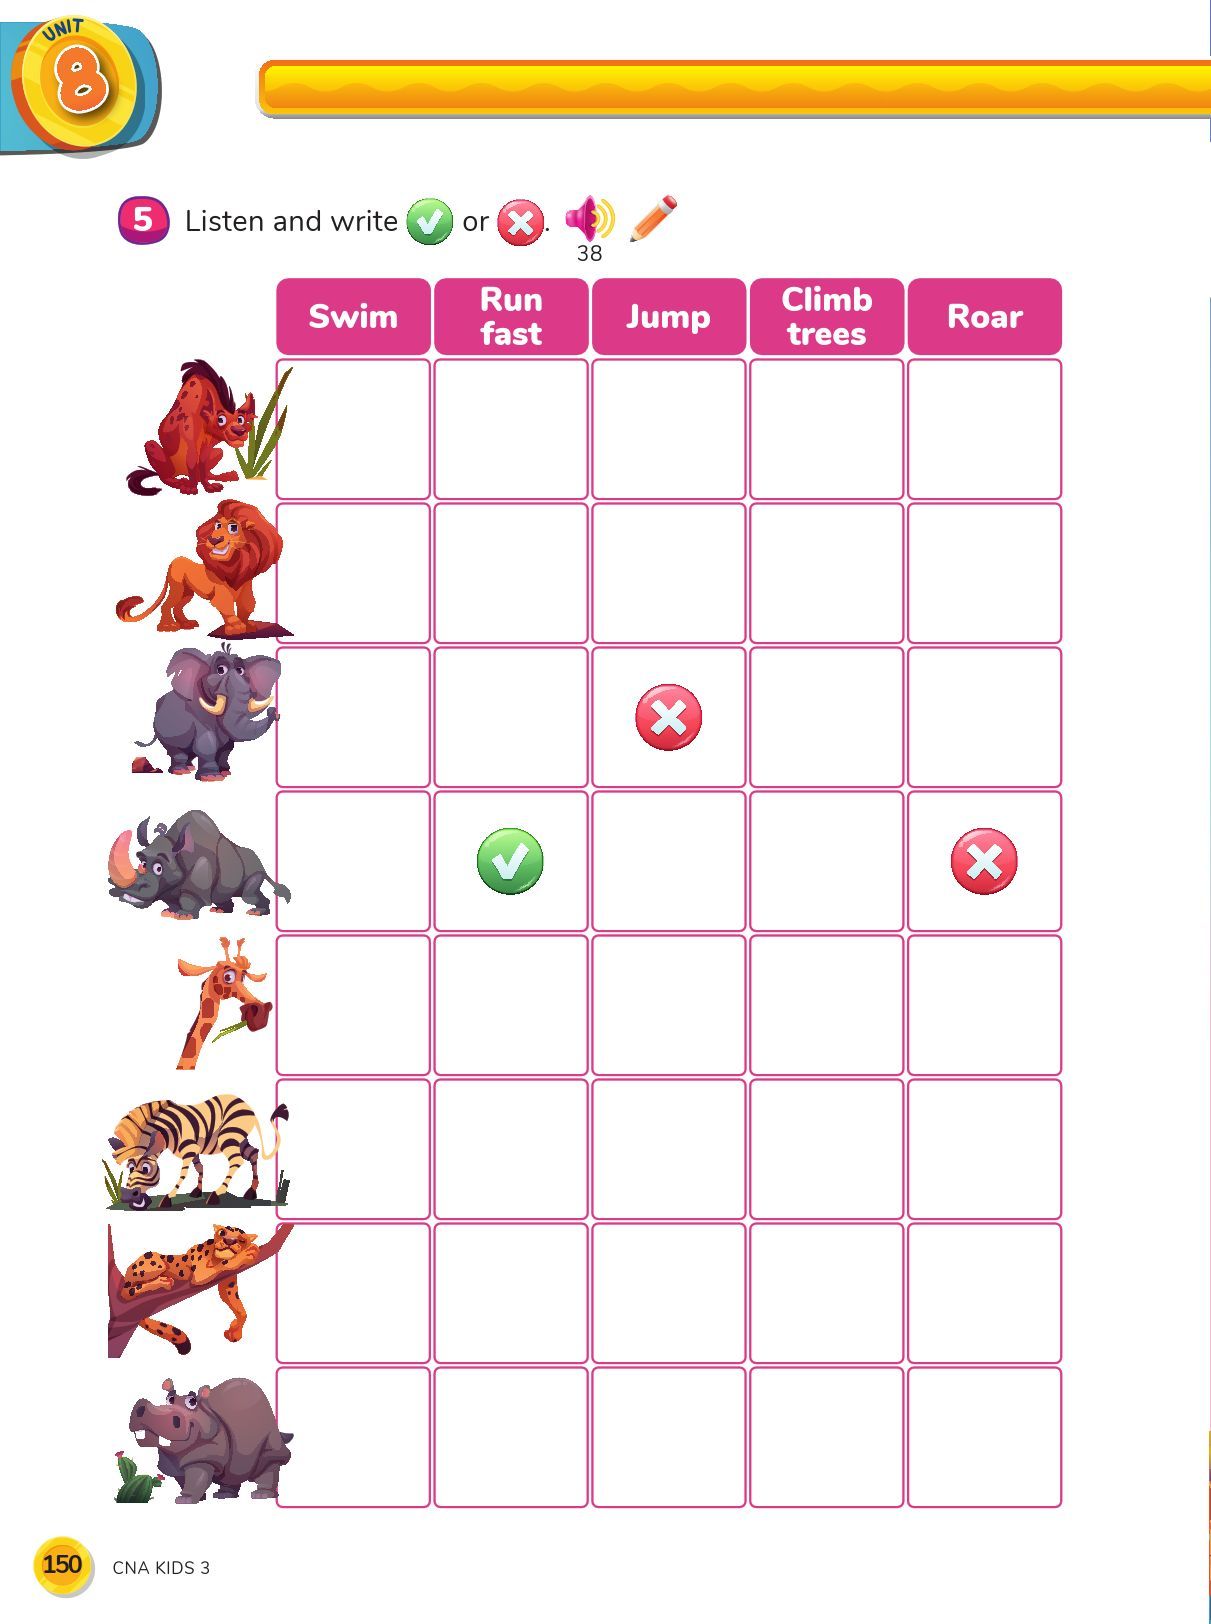 UNIT
8
5 Listen and write or .
38
Swim
Run
fast
Jump
Climb
trees
Roar
150 CNA KIDS 3